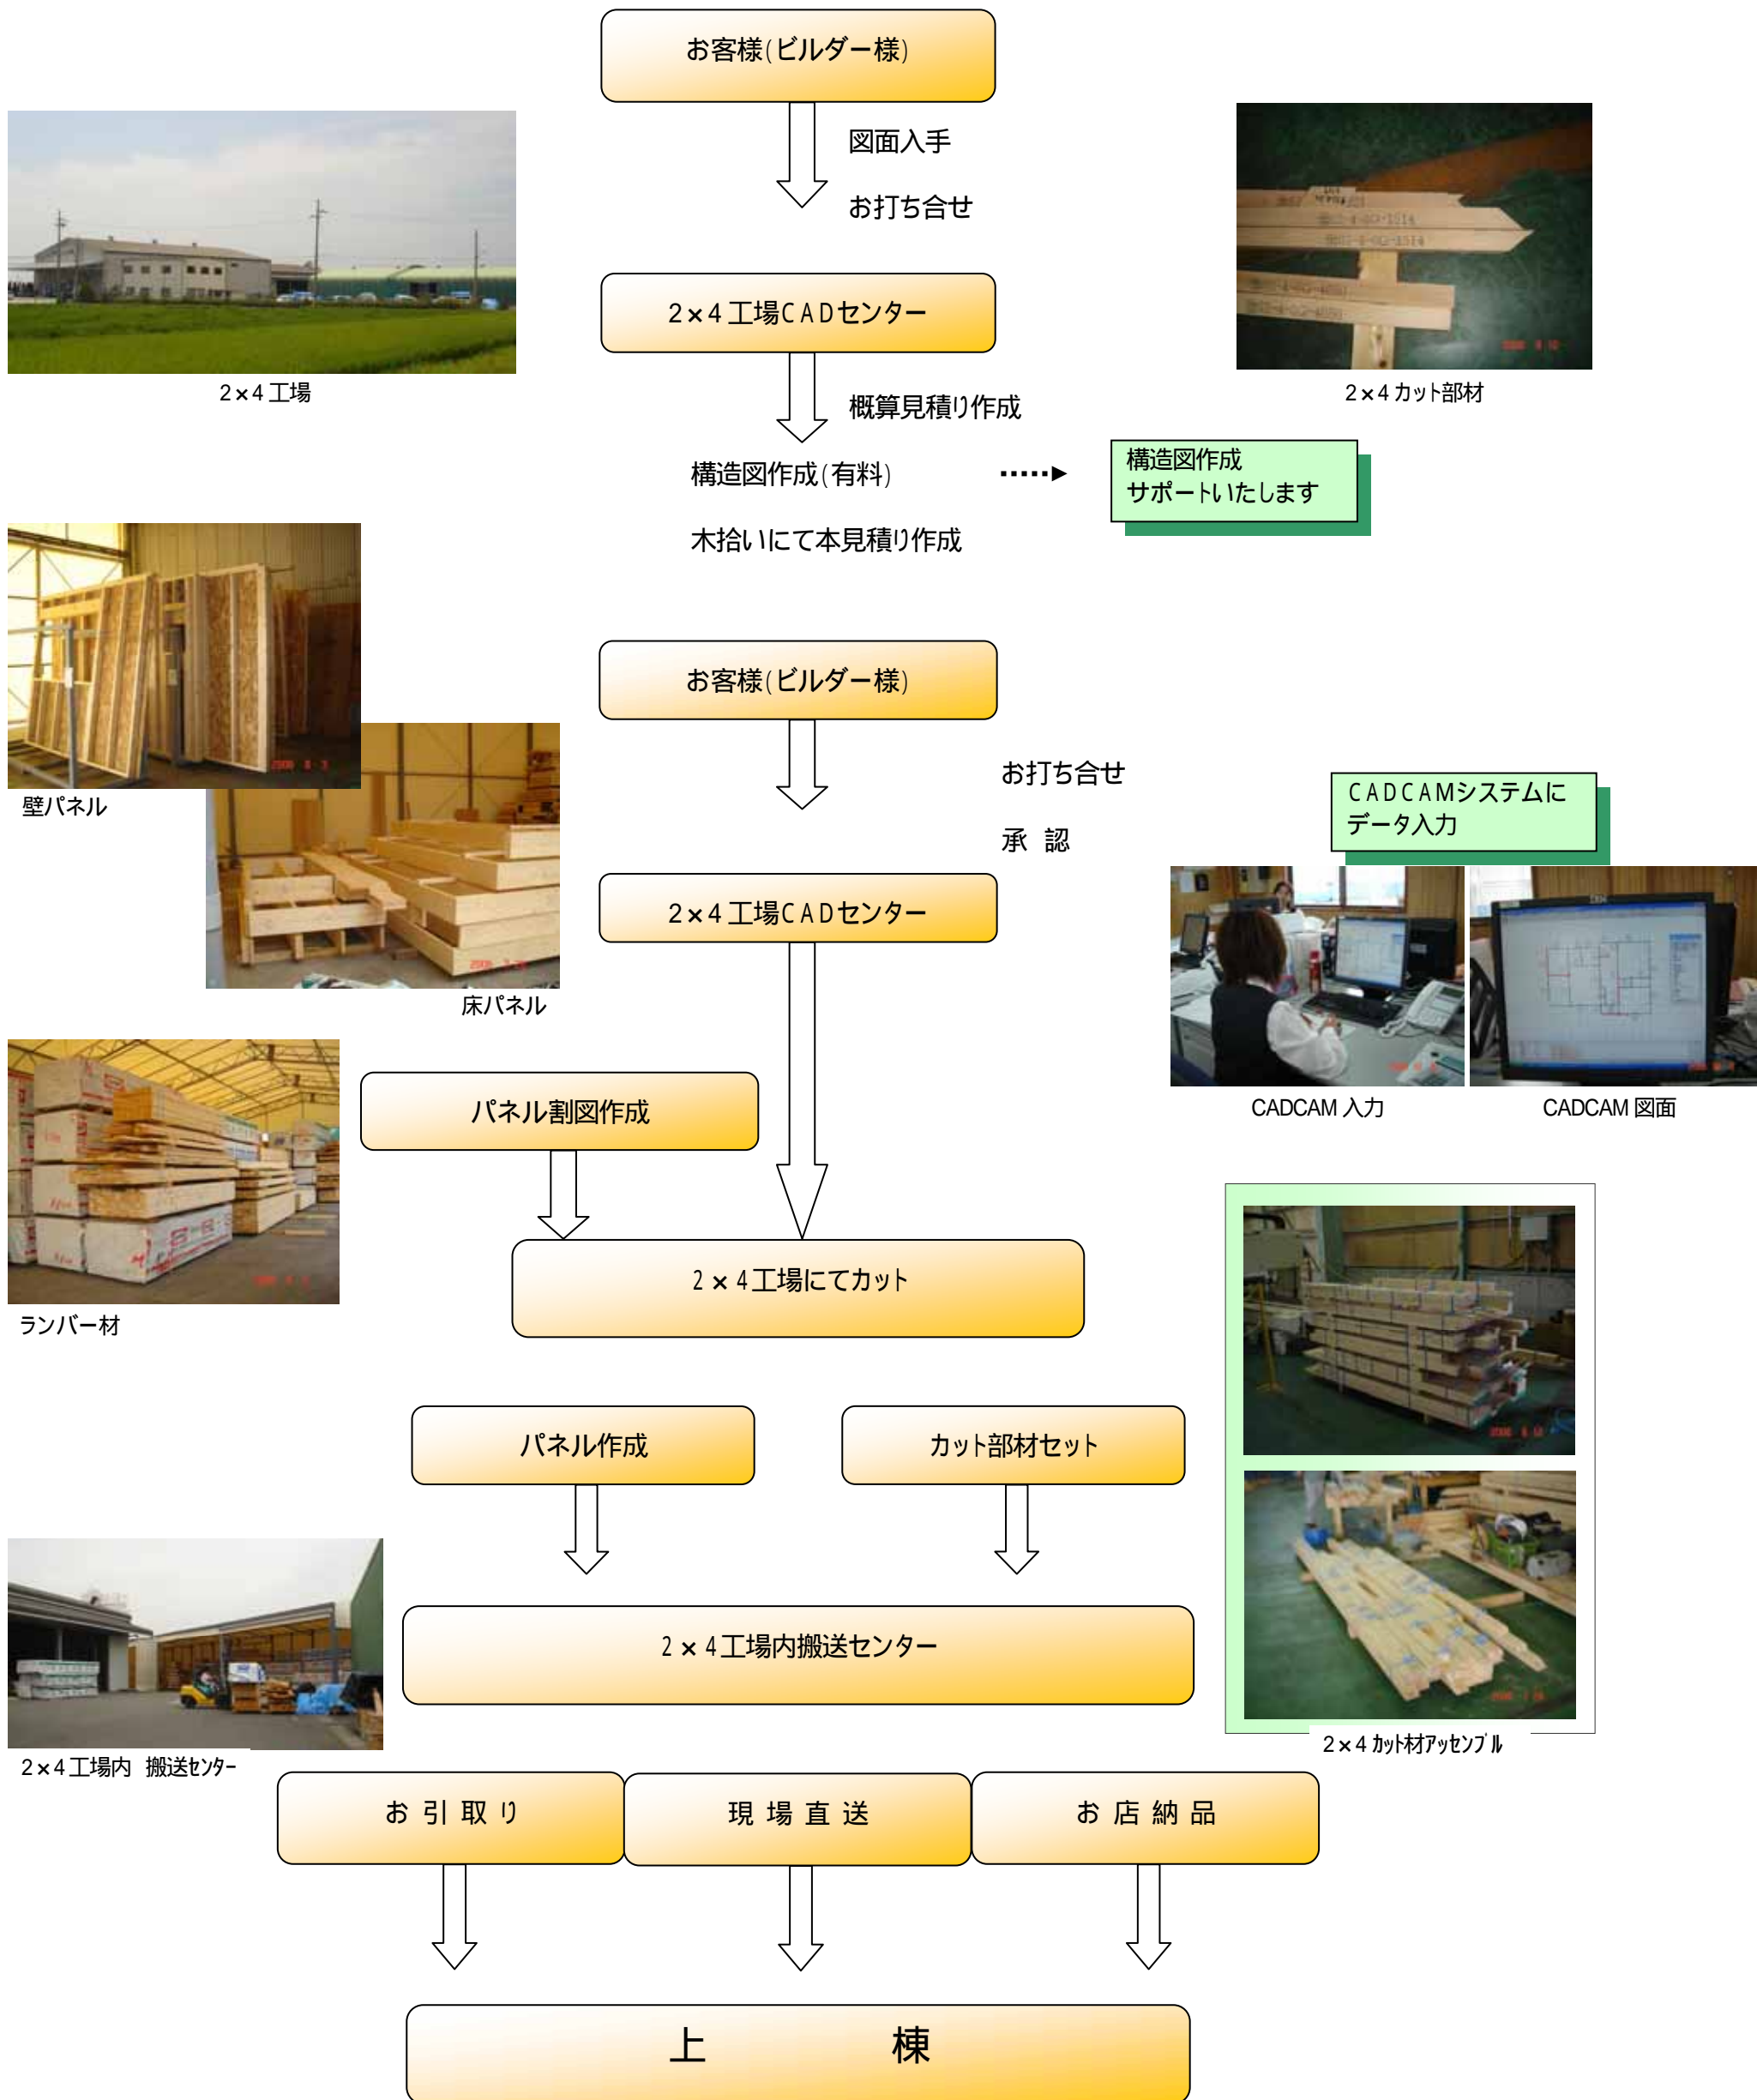 お客様(ビルダー様)
図面入手
お打ち合せ
2×4工場CADセンター
2×4工場
2×4カット部材
概算見積り作成
構造図作成(有料)
構造図作成
サポートいたします
木拾いにて本見積り作成
お客様(ビルダー様)
お打ち合せ
CADCAMシステムに
データ入力
壁パネル
承 認
2×4工場CADセンター
床パネル
パネル割図作成
CADCAM 入力
CADCAM 図面
2×4工場にてカット
ランバー材
パネル作成
カット部材セット
2×4工場内搬送センター
2×4カット材アッセンブル
2×4工場内 搬送センター
お 引 取 り
現 場 直 送
お 店 納 品
上 棟